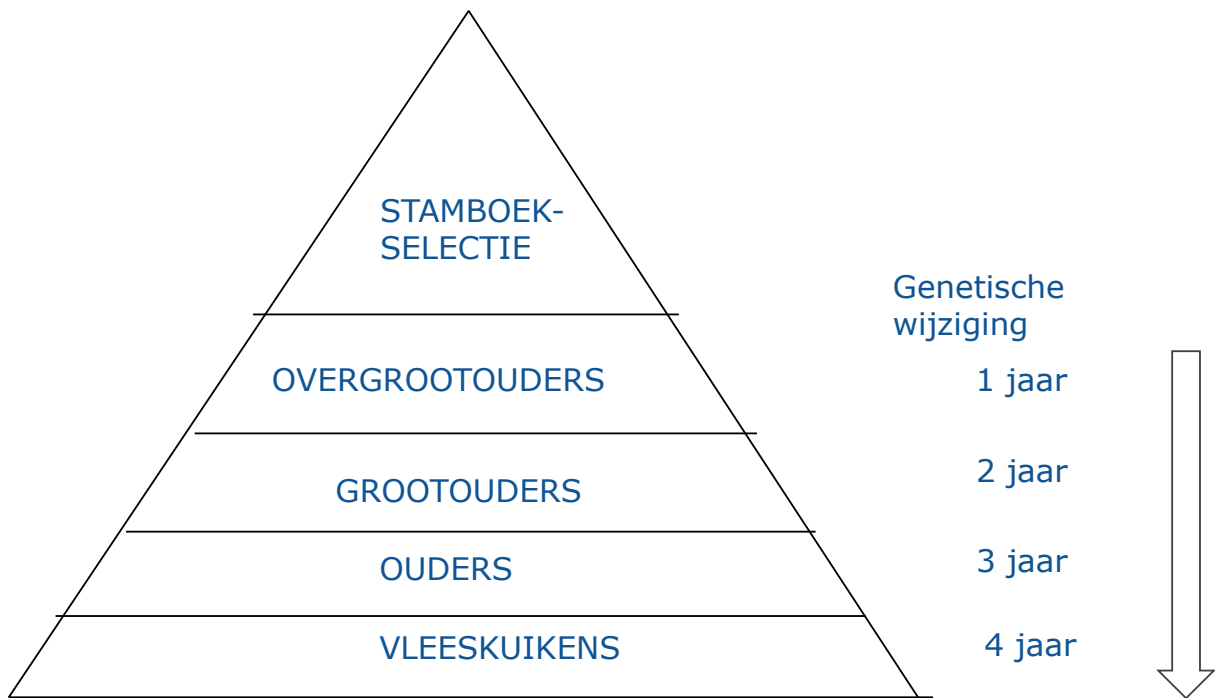 STAMBOEK-
SELECTIE
Genetische
wijziging
OVERGROOTOUDERS
1 jaar
GROOTOUDERS
2 jaar
OUDERS
3 jaar
VLEESKUIKENS
4 jaar